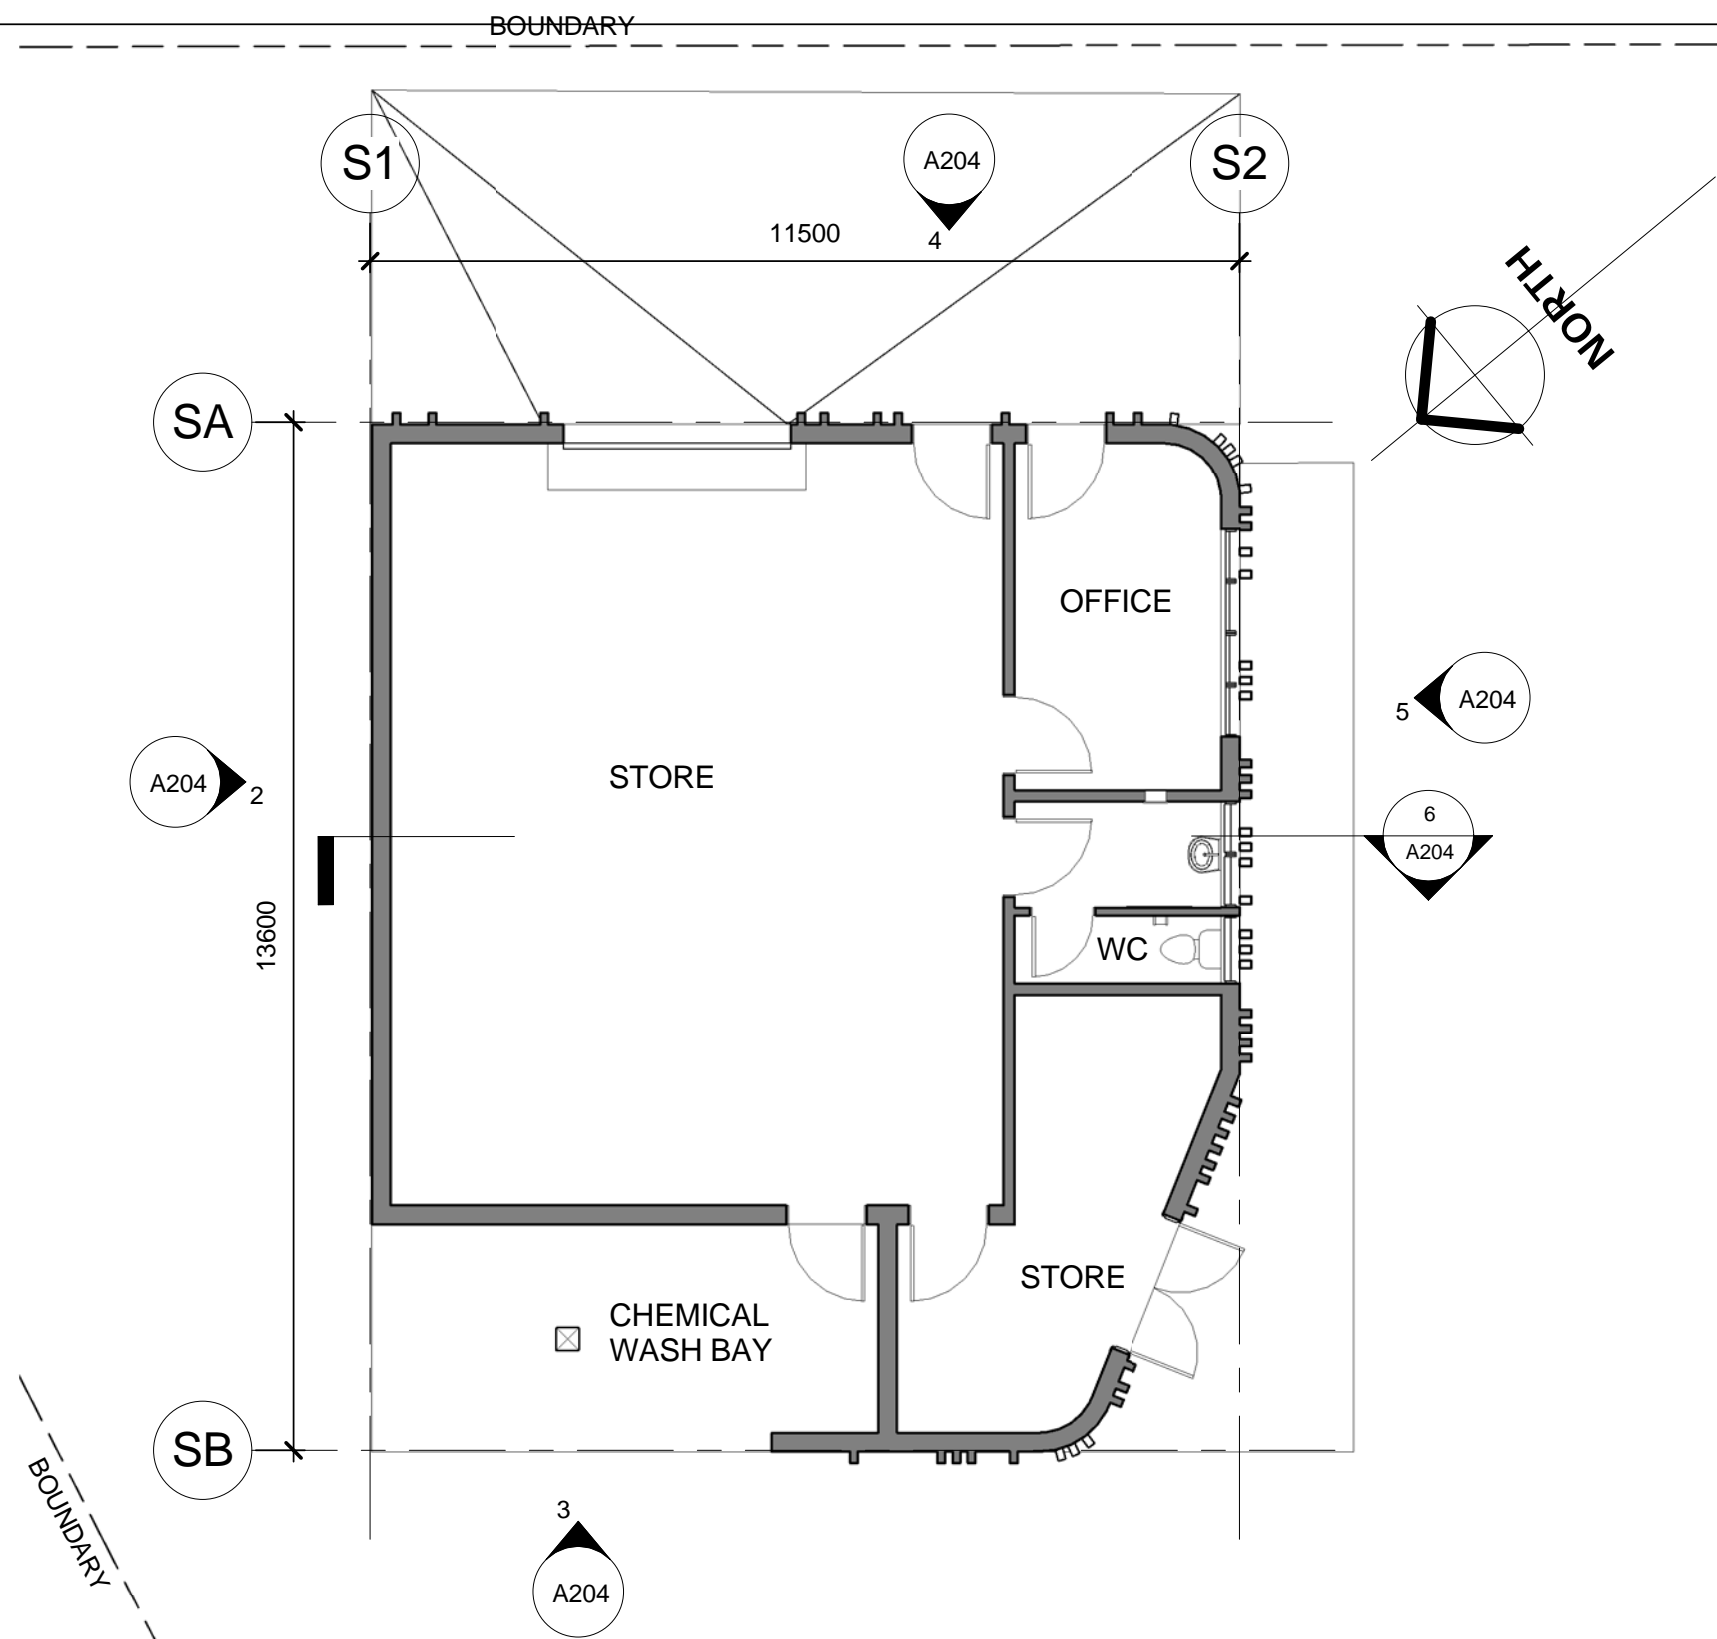 BOUNDARY
S1
A204
4
S2
11500
NORTH
SA
OFFICE
A204
5
STORE
A204
2
6
A204
13600
WC
STORE
CHEMICAL
WASH BAY
SB
BOUNDARY
3
A204